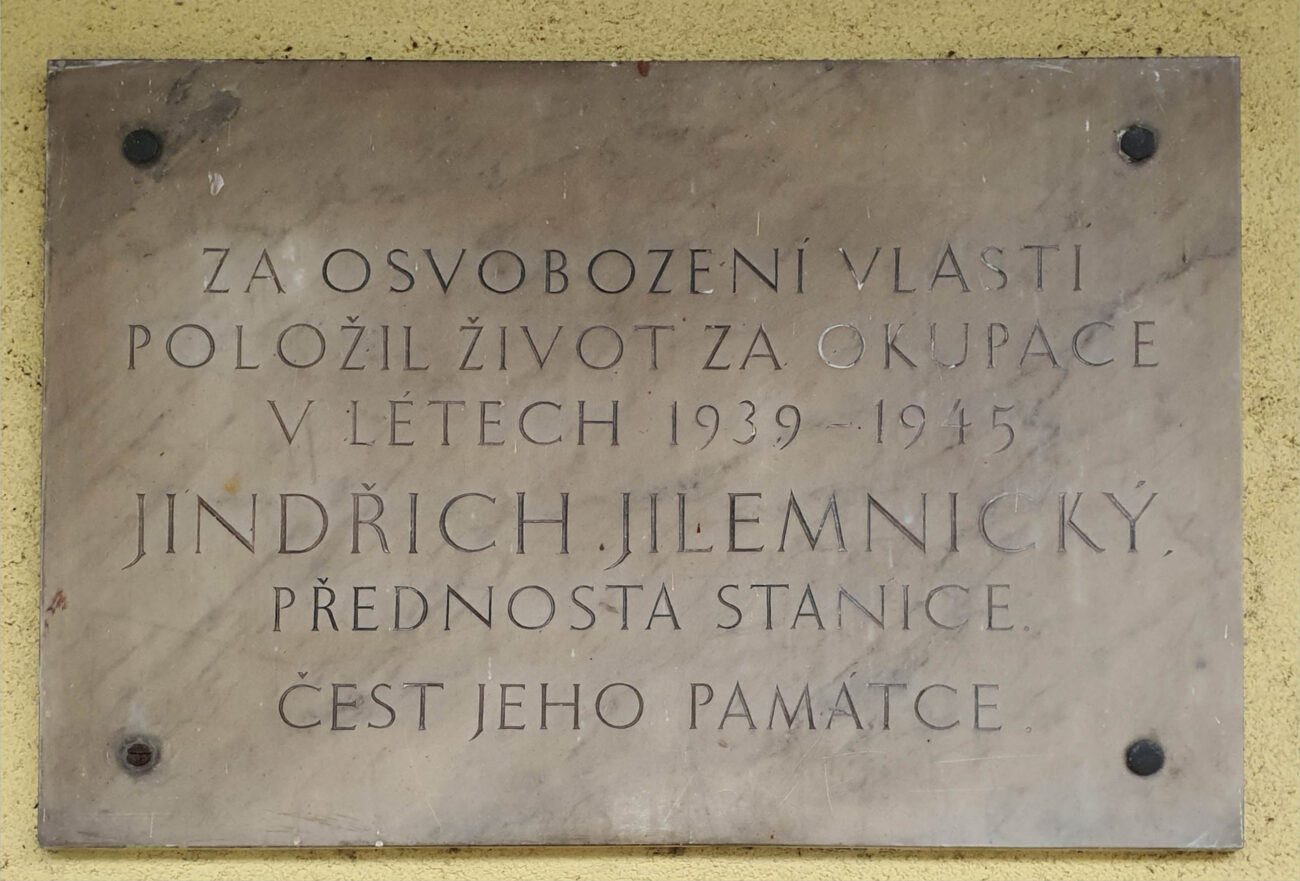 ZA OSVOBOZENÍ VLASTI
POLOŽIL ŽIVOT ZA OKUPACE
V LÉTECH 1939 - 1945
JINDŘICH JILEMNICKÝ,
PŘEDNOSTA STANICE.
ČEST JEHO PAMÁTCE.